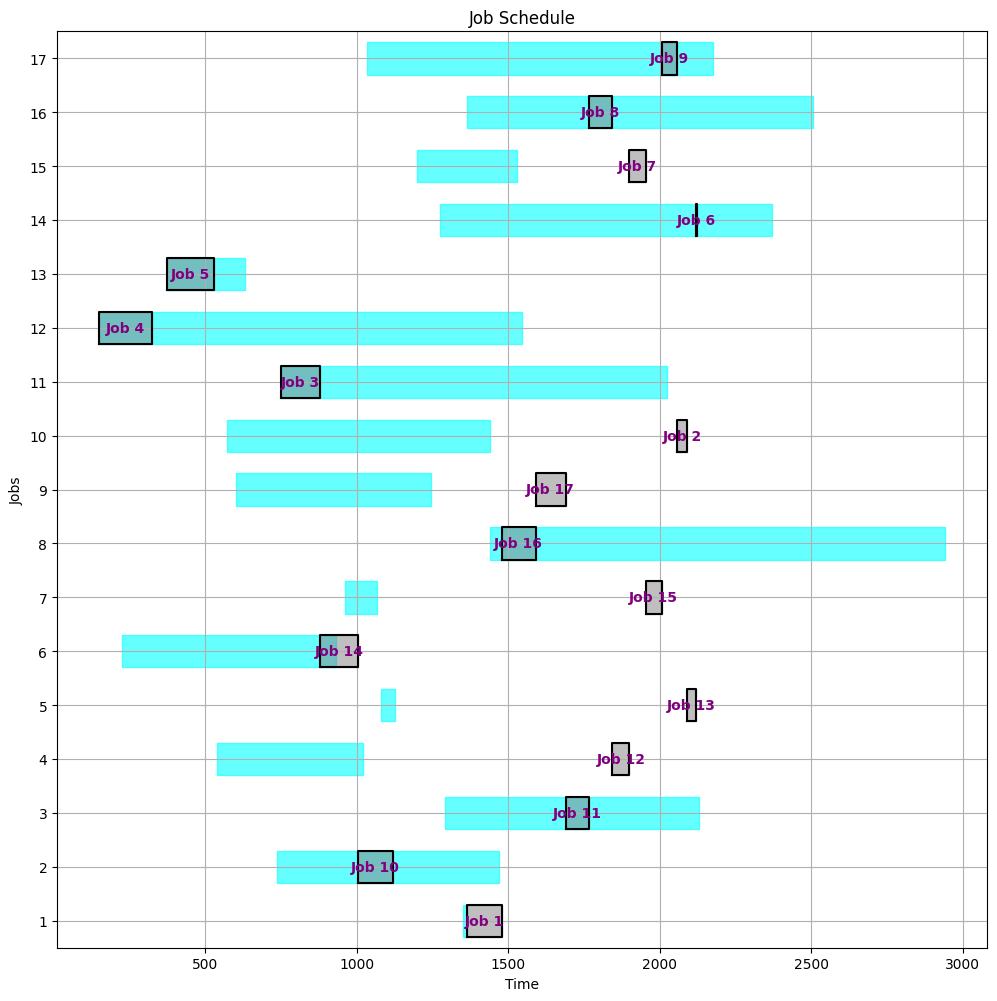 Job Schedule
17
Job 9
16
Job 8
15
Job 7
14
Job 6
13
Job 5
12
Job 4
11
Job 3
10
Job 2
9
Job 17
8
Job 16
7
Job 15
6
Job 14
5
Job 13
4
Job 12
3
Job 11
2
Job 10
1
Job 1
Jobs
500 1000 1500 2000 2500 3000
Time